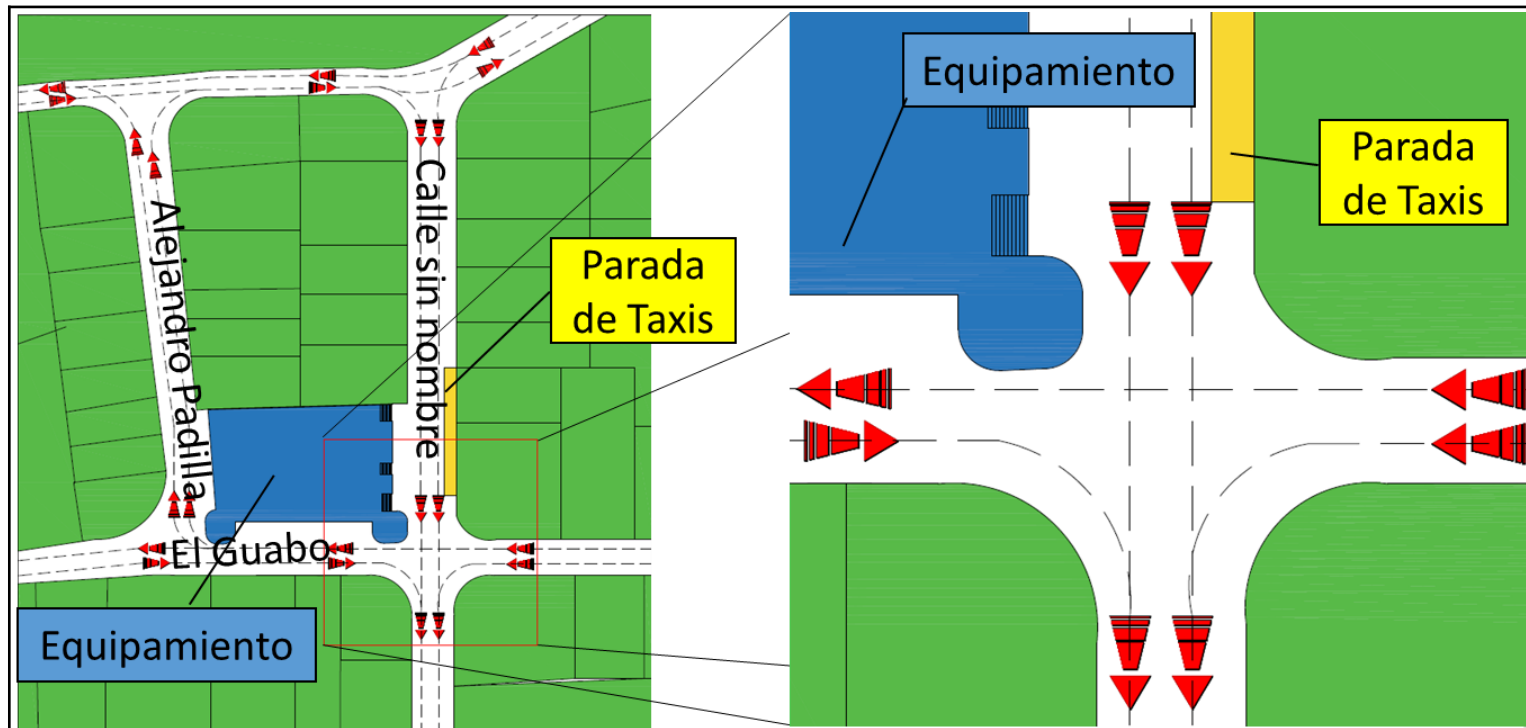 Alejandro Padilla
Calle sin nombre
Parada
de Taxis
El Guabo
Equipamiento
Equipamiento
Parada
de Taxis